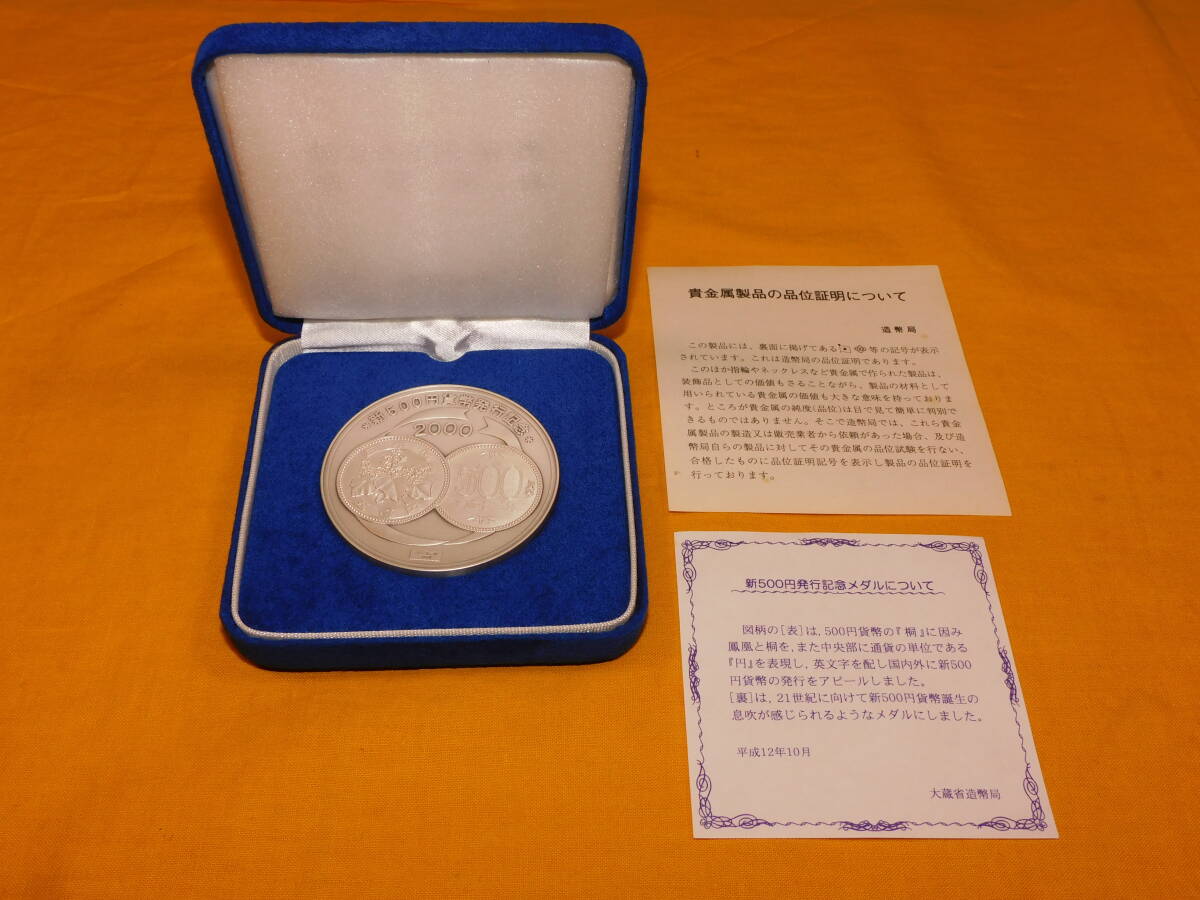 新500円貨幣発行記念
2000
500
貴金属製品の品位証明について
造幣局
この製品には、裏面に掲げてある等の記号が表示
されています。これは造幣局の品位証明であります。
このほか指輪やネックレスなど貴金属で作られた製品は、
装飾品としての価値もさることながら、製品の材料として
用いられている貴金属の価値も大きな意味を持っておりま
す。ところが貴金属の純度(品位)は目で見て簡単に判別で
きるものではありません。そこで造幣局では、これら貴金
属製品の製造又は販売業者から依頼があった場合、及び造
幣局自らの製品に対してその貴金属の品位試験を行ない、
合格したものに品位証明記号を表示し製品の品位証明を
行っております。
新500円発行記念メダルについて
図柄の[表]は,500円貨幣の『桐』に因み
鳳凰と桐を,また中央部に通貨の単位である
『円』を表現し,英文字を配し国内外に新500
円貨幣の発行をアピールしました。
[裏]は,21世紀に向けて新500円貨幣誕生の
息吹が感じられるようなメダルにしました。
平成12年10月
大蔵省造幣局